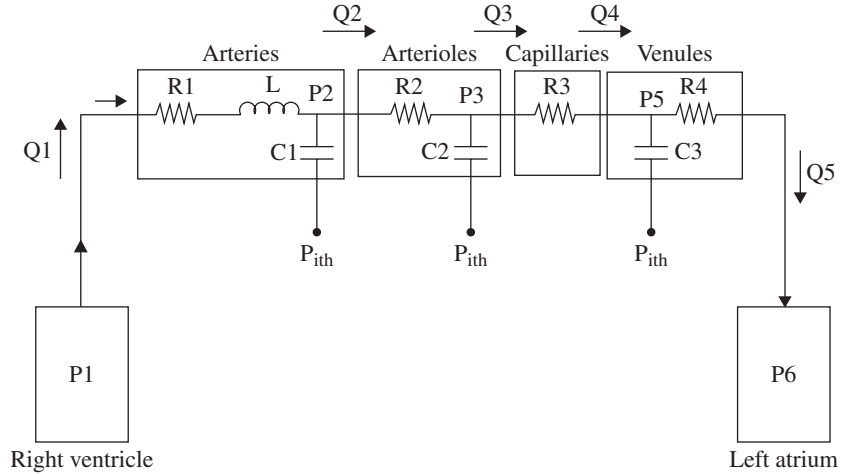 Q2 Q3 Q4
Arteries Arterioles Capillaries Venules
R1 L P2 R2 P3 R3 P5 R4
Q1 C1 C2 C3 Q5
P_ith P_ith P_ith
P1 P6
Right ventricle Left atrium